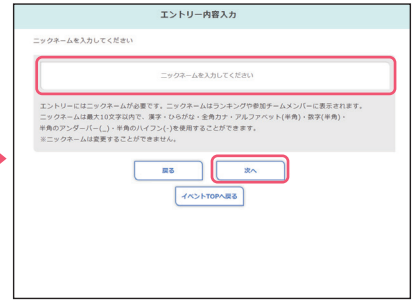 エントリー内容入力
ニックネームを入力してください
ニックネームを入力してください
エントリーにはニックネームが必要です。ニックネームはランキングや参加チームメンバーに表示されます。
ニックネームは最大10文字以内で、漢字・ひらがな・全角カナ・アルファベット(半角)・数字(半角)・
半角のアンダーバー(_)・半角のハイフン(-)を使用することができます。
※ニックネームは変更することができません。
戻る
次へ
イベントTOPへ戻る